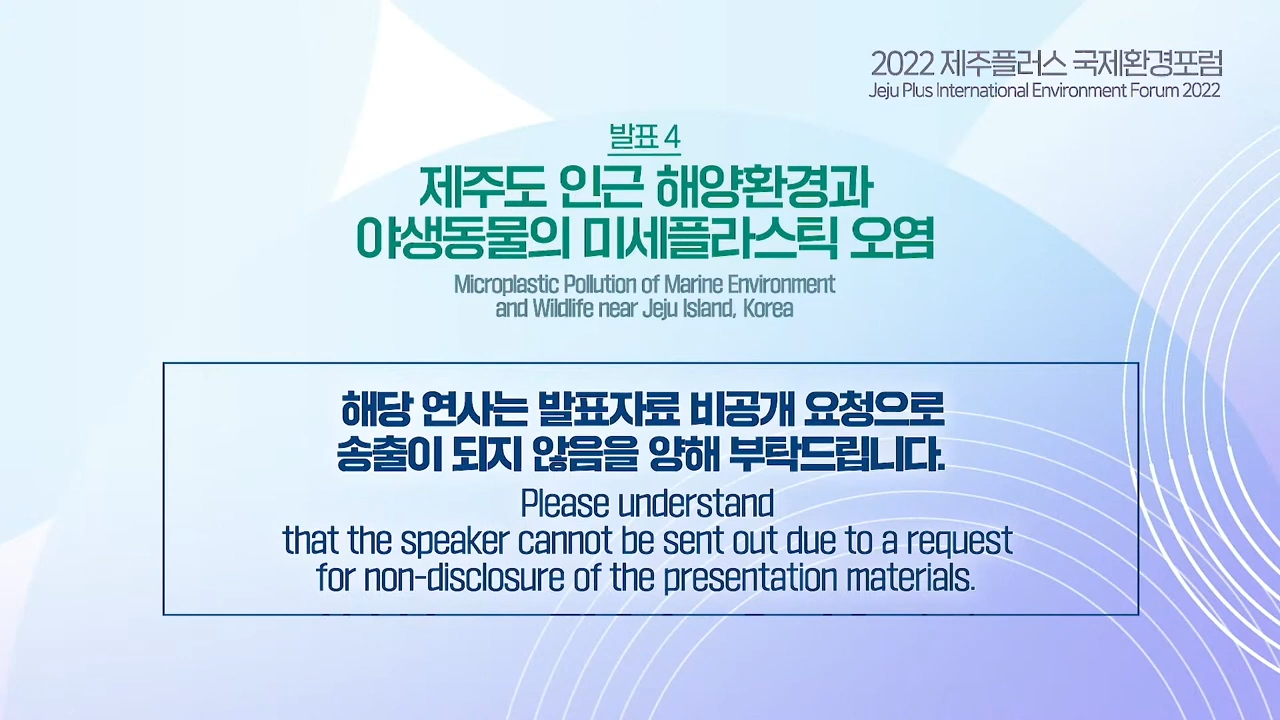 2022 제주플러스 국제환경포럼
Jeju Plus International Environment Forum 2022
발표 4
제주도 인근 해양환경과
야생동물의 미세플라스틱 오염
Microplastic Pollution of Marine Environment
and Wildlife near Jeju Island, Korea
해당 연사는 발표자료 비공개 요청으로
송출이 되지 않음을 양해 부탁드립니다.
Please understand
that the speaker cannot be sent out due to a request
for non-disclosure of the presentation materials.